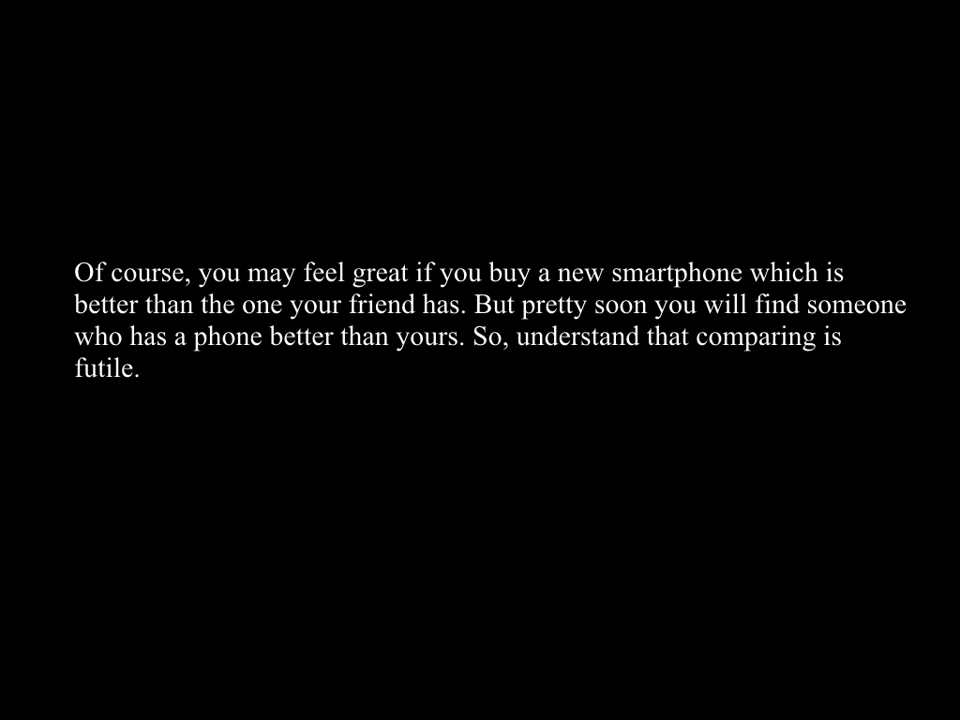 Of course, you may feel great if you buy a new smartphone which is
better than the one your friend has. But pretty soon you will find someone
who has a phone better than yours. So, understand that comparing is
futile.